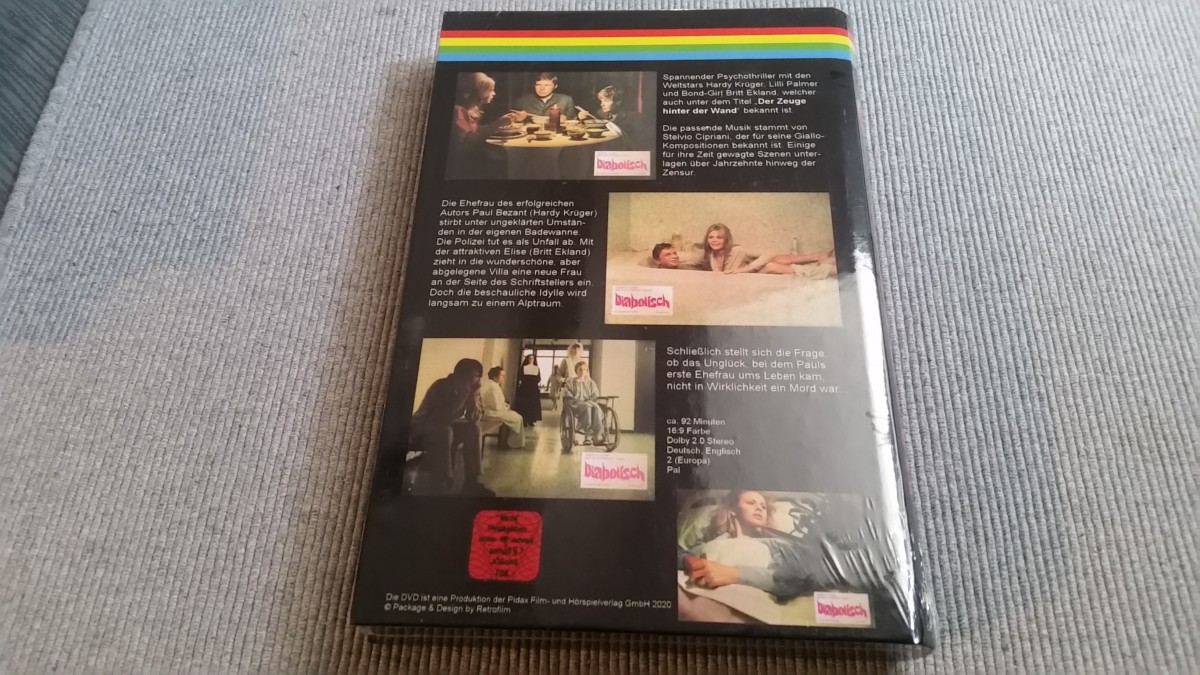 Spannender Psychothriller mit den
Weltstars Hardy Krüger, Lilli Palmer
und Bond-Girl Britt Ekland, welcher
auch unter dem Titel „Der Zeuge
hinter der Wand“ bekannt ist.
Die passende Musik stammt von
Stelvio Cipriani, der für seine Giallo-
Kompositionen bekannt ist. Einige
für ihre Zeit gewagte Szenen unter-
lagen über Jahrzehnte hinweg der
Zensur.
Diabolisch
Die Ehefrau des erfolgreichen
Autors Paul Bezant (Hardy Krüger)
stirbt unter ungeklärten Umstän-
den in der eigenen Badewanne.
Die Polizei tut es als Unfall ab. Mit
der attraktiven Elise (Britt Ekland)
zieht in die wunderschöne, aber
abgelegene Villa eine neue Frau
an der Seite des Schriftstellers ein.
Doch die beschauliche Idylle wird
langsam zu einem Alptraum.
Diabolisch
Diabolisch
Schließlich stellt sich die Frage,
ob das Unglück, bei dem Pauls
erste Ehefrau ums Leben kam,
nicht in Wirklichkeit ein Mord war...
ca. 92 Minuten
16:9 Farbe
Dolby 2.0 Stereo
Deutsch, Englisch
2 (Europa)
Pal
Diabolisch
Die DVD ist eine Produktion der Pidax Film- und Hörspielverlag GmbH 2020
© Package & Design by Retrofilm